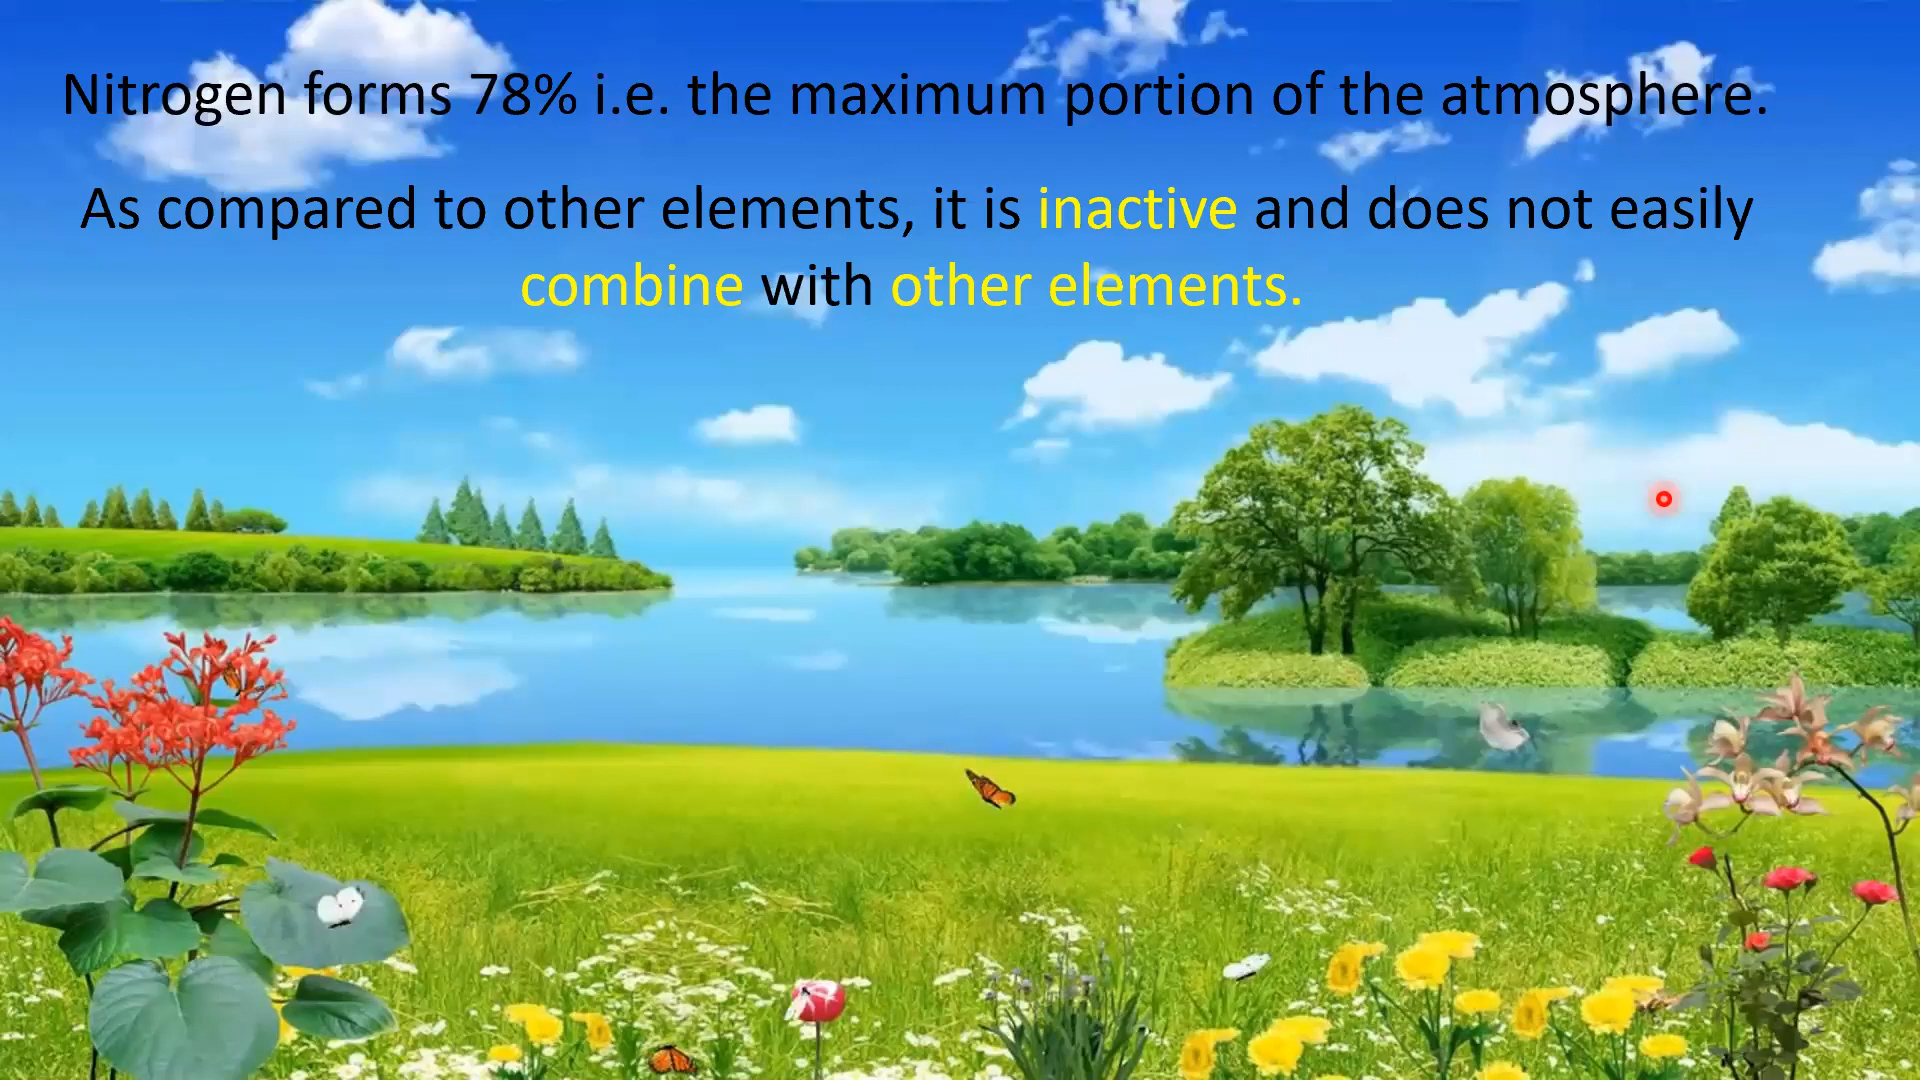 Nitrogen forms 78% i.e. the maximum portion of the atmosphere.
As compared to other elements, it is inactive and does not easily
combine with other elements.